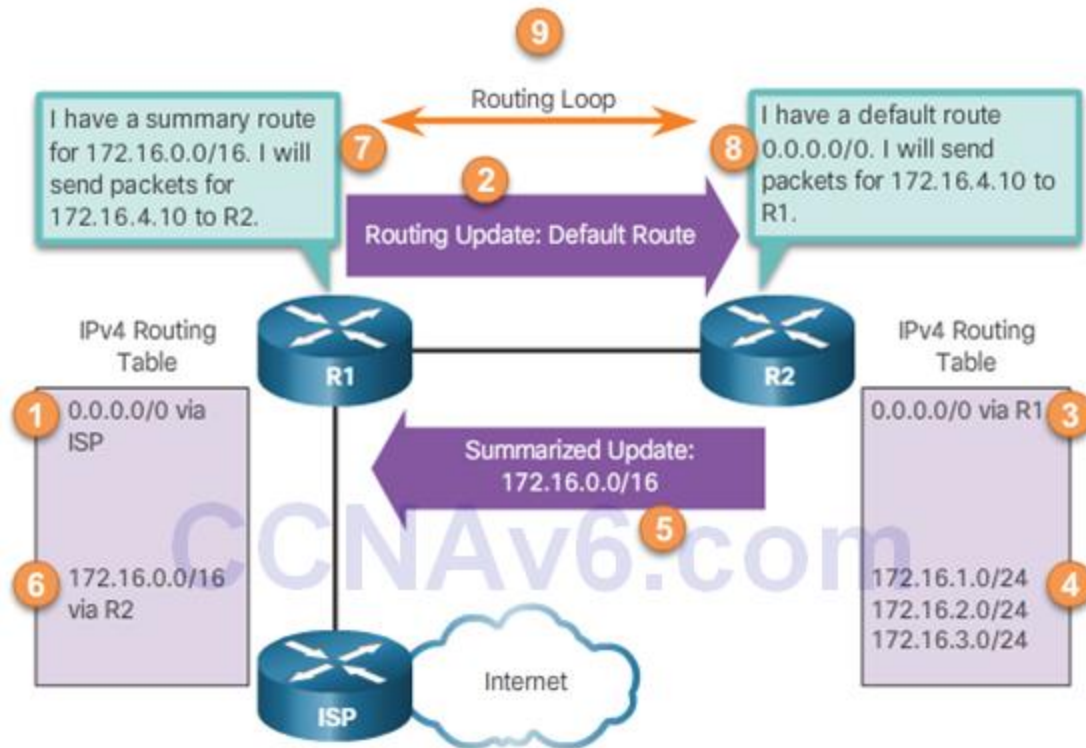 9
Routing Loop
I have a summary route
for 172.16.0.0/16. I will
send packets for
172.16.4.10 to R2.
7
8
I have a default route
0.0.0.0/0. I will send
packets for 172.16.4.10 to
R1.
2
Routing Update: Default Route
IPv4 Routing
Table
R1
R2
IPv4 Routing
Table
1
0.0.0.0/0 via
ISP
0.0.0.0/0 via R1
3
Summarized Update:
172.16.0.0/16
5
CCNAv6.com
6
172.16.0.0/16
via R2
172.16.1.0/24
172.16.2.0/24
172.16.3.0/24
4
Internet
ISP